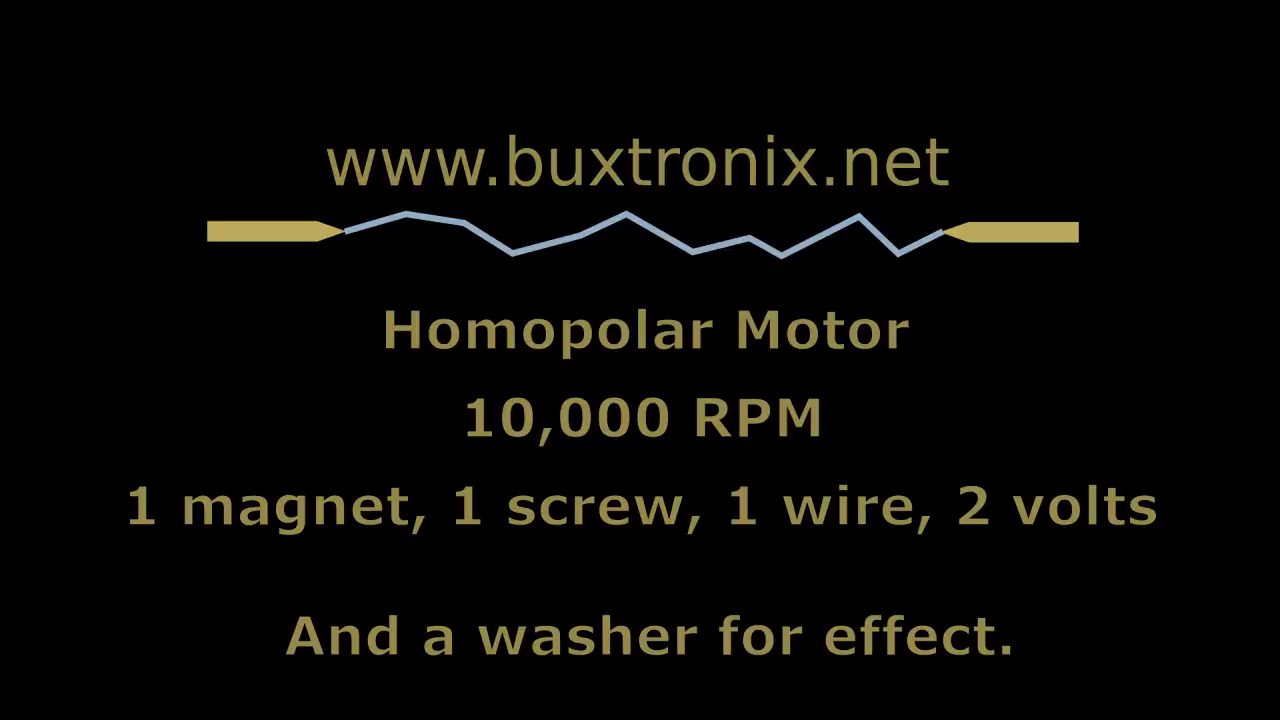 www.buxtronix.net
Homopolar Motor
10,000 RPM
1 magnet, 1 screw, 1 wire, 2 volts
And a washer for effect.